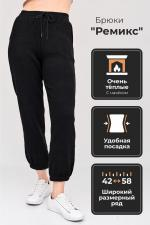 Брюки
"Ремикс"
Очень
тёплые
С начёсом
Удобная
посадка
42↔58
Широкий
размерный
ряд